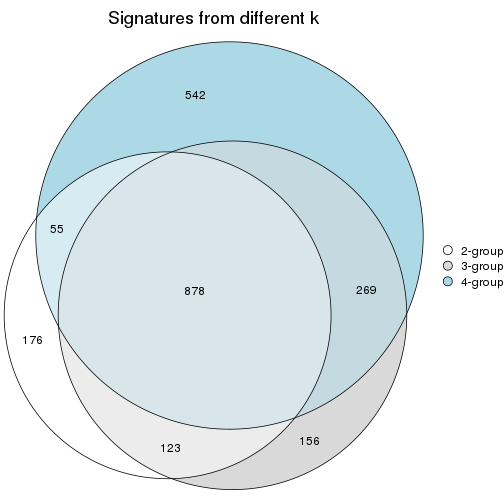 Signatures from different k
542
55
878
269
176
123
156
2-group
3-group
4-group